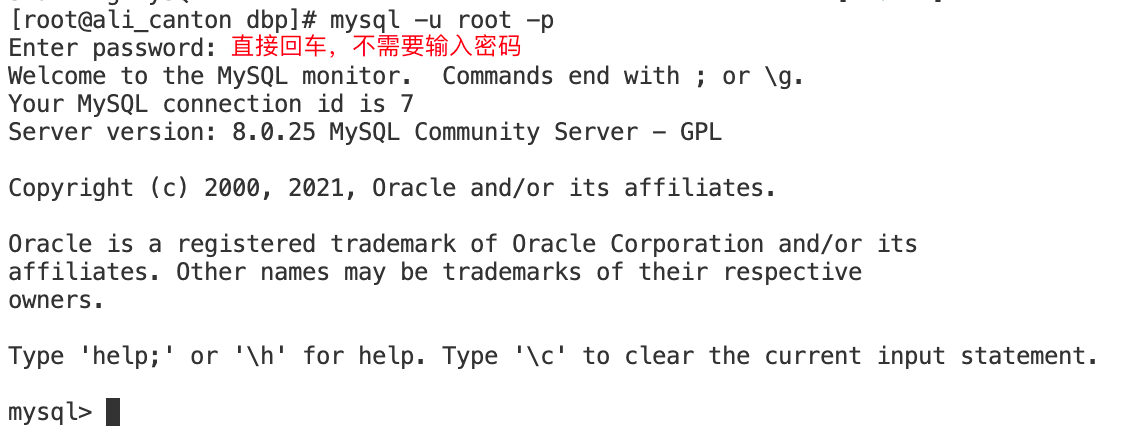 [root@ali_canton dbp]# mysql -u root -p
Enter password: 直接回车，不需要输入密码
Welcome to the MySQL monitor.  Commands end with ; or \g.
Your MySQL connection id is 7
Server version: 8.0.25 MySQL Community Server - GPL
Copyright (c) 2000, 2021, Oracle and/or its affiliates.
Oracle is a registered trademark of Oracle Corporation and/or its
affiliates. Other names may be trademarks of their respective
owners.
Type 'help;' or '\h' for help. Type '\c' to clear the current input statement.
mysql>